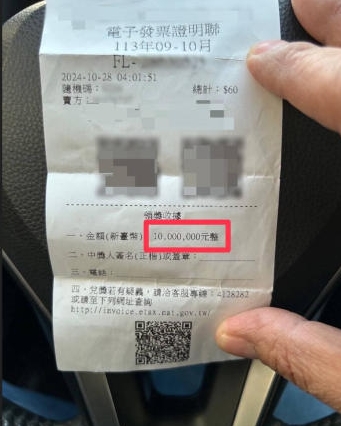 電子發票證明聯
113年09-10月
FL-
2024-10-28 04:01:51
隨機碼： 總計：$60
賣方：
領獎收據
一、金額(新臺幣) 10,000,000元整
二、中獎人簽名(正楷)或蓋章：
三、電話：
四、兌獎若有疑義，請洽客服專線：4128282
或請至下列網址查詢
http://invoice.etax.nat.gov.tw/